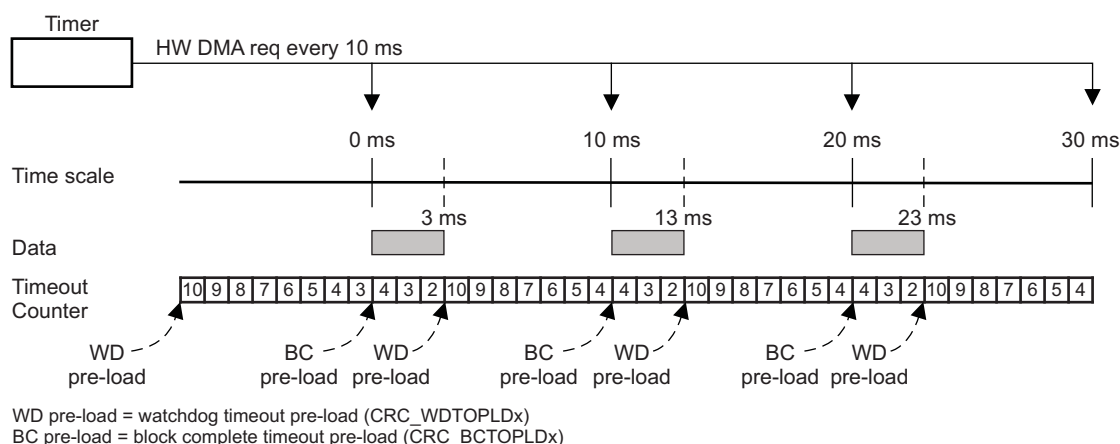 Timer
HW DMA req every 10 ms
0 ms 10 ms 20 ms 30 ms
Time scale
3 ms 13 ms 23 ms
Data
Timeout
Counter
10 9 8 7 6 5 4 3 4 3 2 10 9 8 7 6 5 4 4 3 2 10 9 8 7 6 5 4 4 3 2 10 9 8 7 6 5 4
WD
pre-load
BC
pre-load
WD
pre-load
BC
pre-load
WD
pre-load
BC
pre-load
WD
pre-load
WD pre-load = watchdog timeout pre-load (CRC_WDTOPLDx)
BC pre-load = block complete timeout pre-load (CRC_BCTOPLDx)